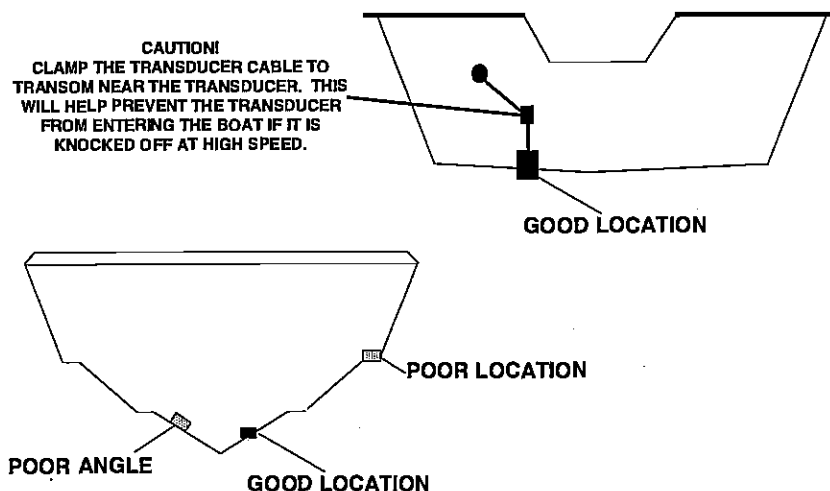 CAUTION!
CLAMP THE TRANSDUCER CABLE TO
TRANSOM NEAR THE TRANSDUCER. THIS
WILL HELP PREVENT THE TRANSDUCER
FROM ENTERING THE BOAT IF IT IS
KNOCKED OFF AT HIGH SPEED.
GOOD LOCATION
POOR LOCATION
POOR ANGLE
GOOD LOCATION